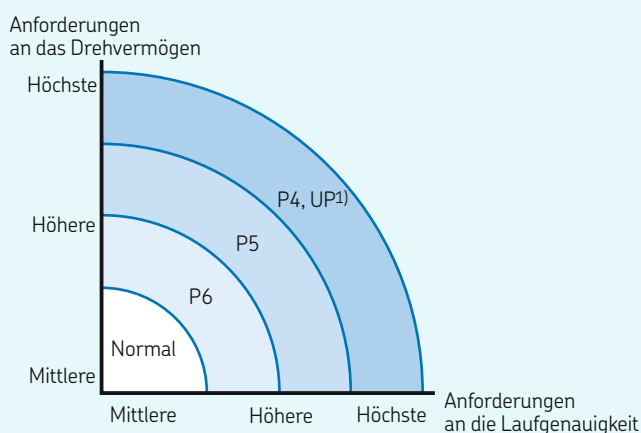 Anforderungen
an das Drehvermögen
Höchste
P4, UP1)
Höhere
P5
P6
Normal
Mittlere
Mittlere Höhere Höchste
Anforderungen
an die Laufgenauigkeit